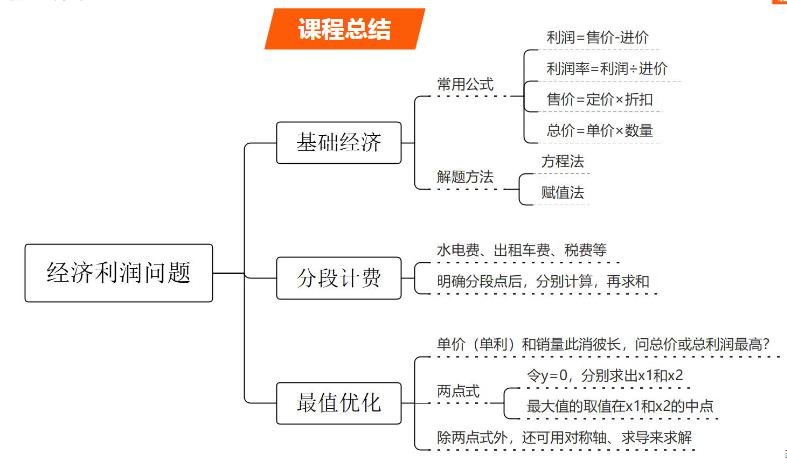 课程总结
经济利润问题
基础经济
常用公式
利润=售价-进价
利润率=利润÷进价
售价=定价×折扣
总价=单价×数量
解题方法
方程法
赋值法
分段计费
水电费、出租车费、税费等
明确分段点后，分别计算，再求和
最值优化
单价（单利）和销量此消彼长，问总价或总利润最高？
两点式
令y=0，分别求出x1和x2
最大值的取值在x1和x2的中点
除两点式外，还可用对称轴、求导来求解